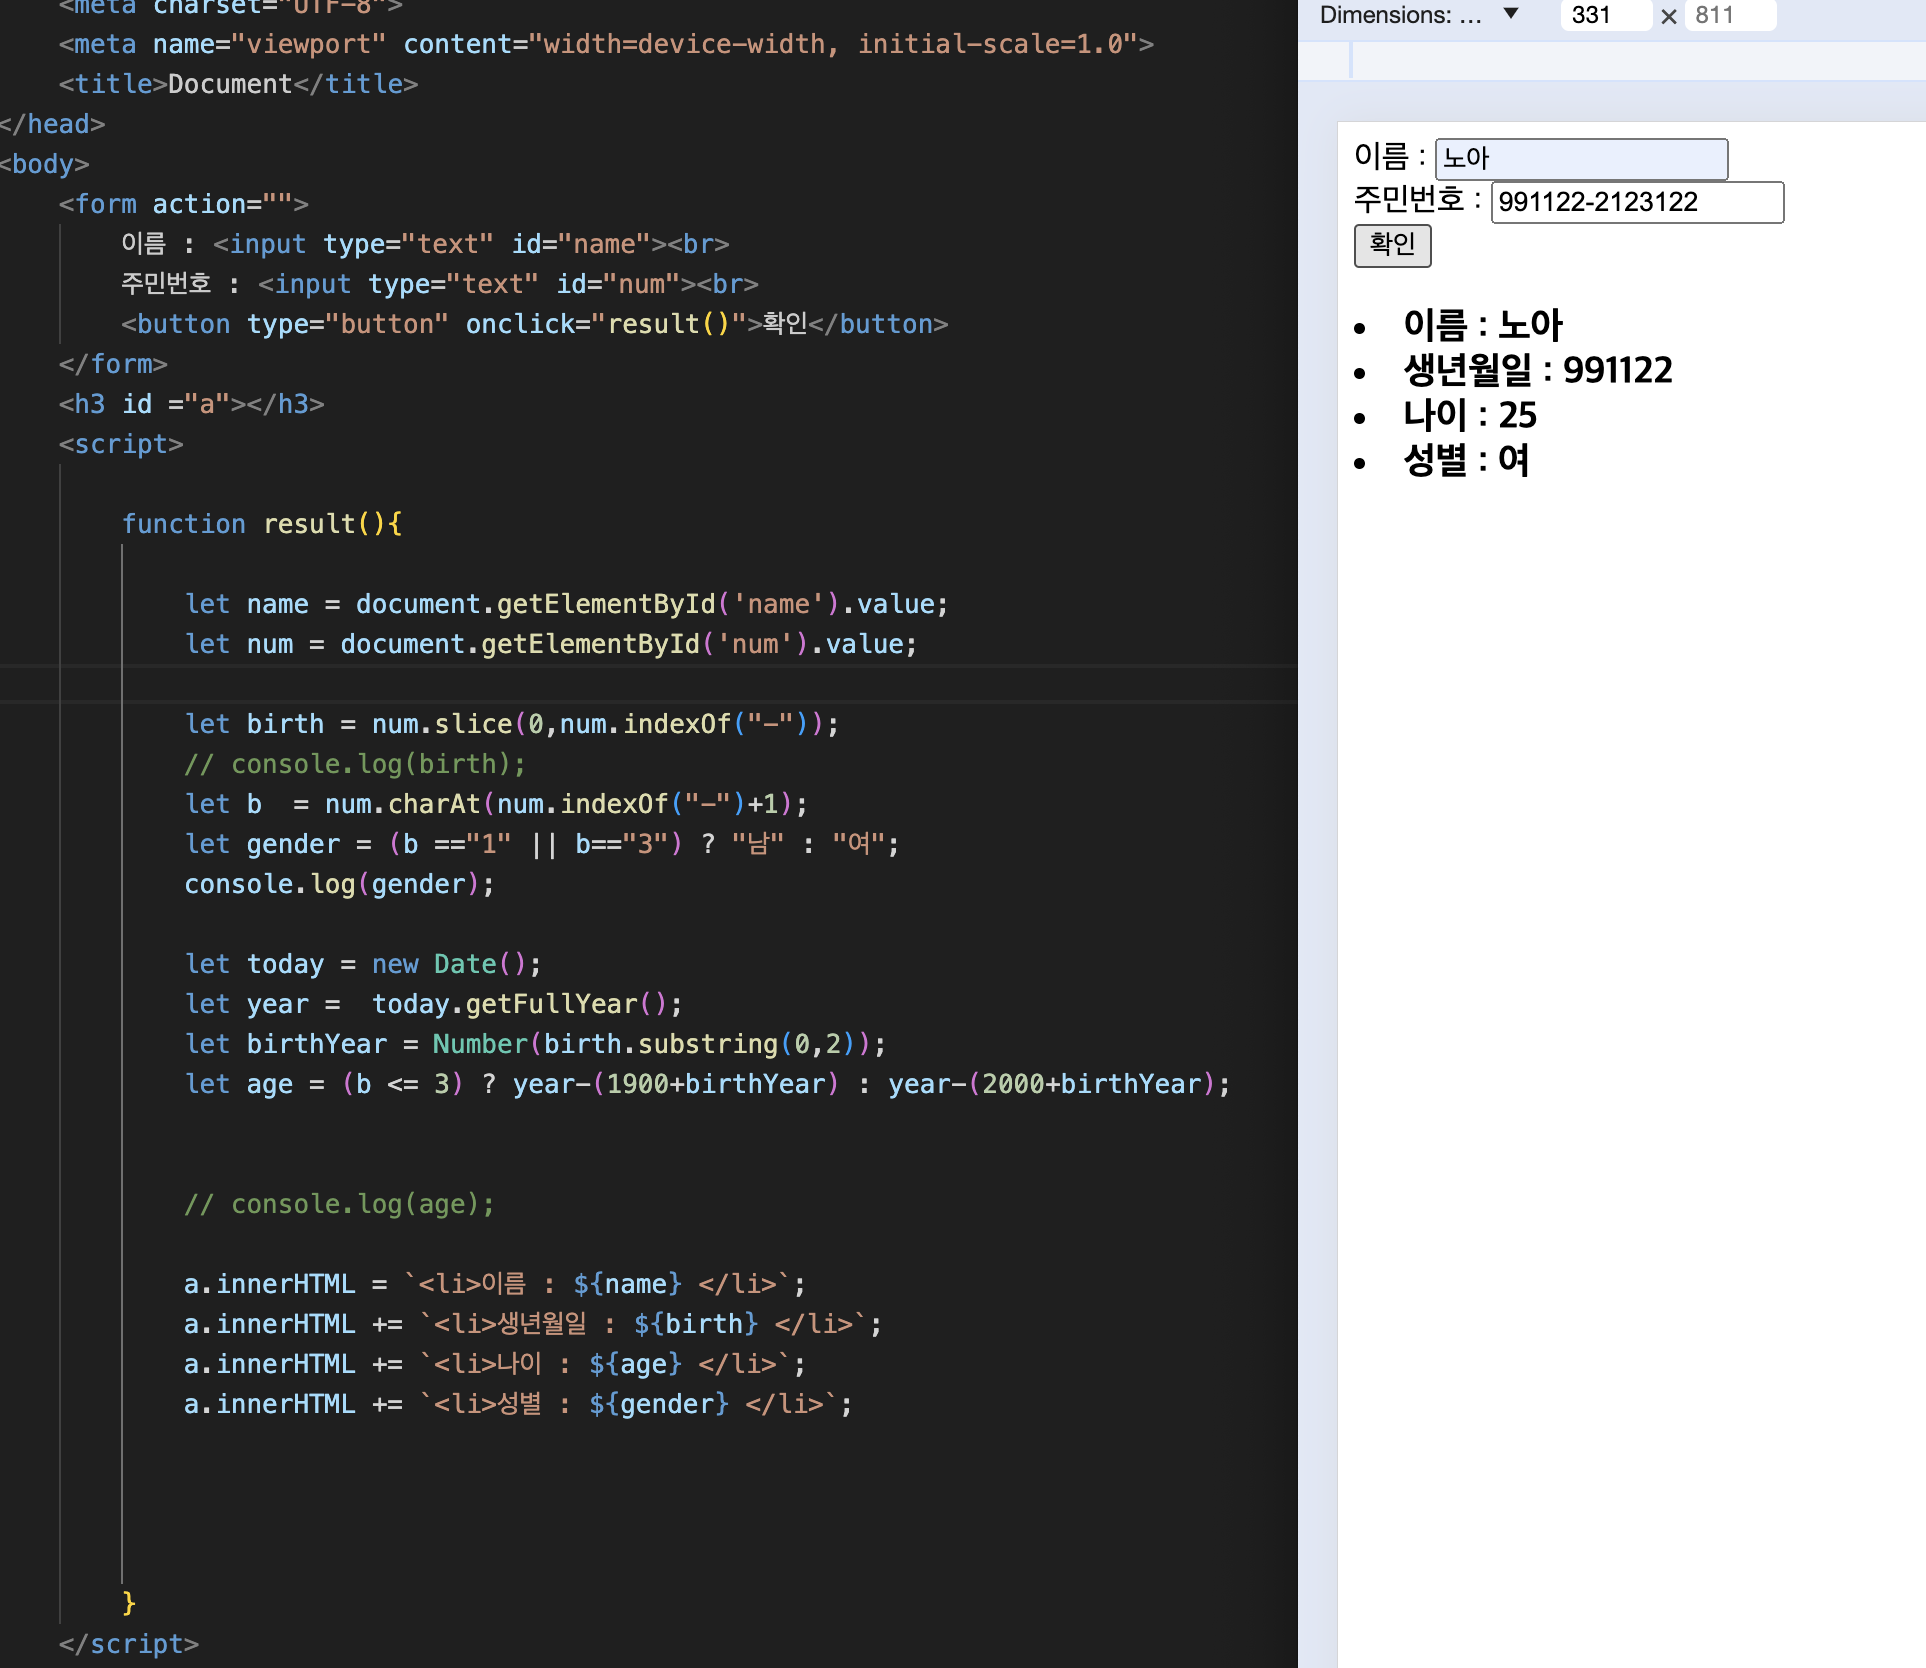 <meta charset="UTF-8">
<meta name="viewport" content="width=device-width, initial-scale=1.0">
<title>Document</title>
</head>
<body>
<form action="">
이름 : <input type="text" id="name"><br>
주민번호 : <input type="text" id="num"><br>
<button type="button" onclick="result()">확인</button>
</form>
<h3 id ="a"></h3>
<script>
function result(){
let name = document.getElementById('name').value;
let num = document.getElementById('num').value;
let birth = num.slice(0,num.indexOf("-"));
// console.log(birth);
let b  = num.charAt(num.indexOf("-")+1);
let gender = (b =="1" || b=="3") ? "남" : "여";
console.log(gender);
let today = new Date();
let year =  today.getFullYear();
let birthYear = Number(birth.substring(0,2));
let age = (b <= 3) ? year-(1900+birthYear) : year-(2000+birthYear);
// console.log(age);
a.innerHTML = `<li>이름 : ${name} </li>`;
a.innerHTML += `<li>생년월일 : ${birth} </li>`;
a.innerHTML += `<li>나이 : ${age} </li>`;
a.innerHTML += `<li>성별 : ${gender} </li>`;
}
</script>
Dimensions: ... ▼ 331 × 811
이름 : 노아
주민번호 : 991122-2123122
확인
• 이름 : 노아
• 생년월일 : 991122
• 나이 : 25
• 성별 : 여